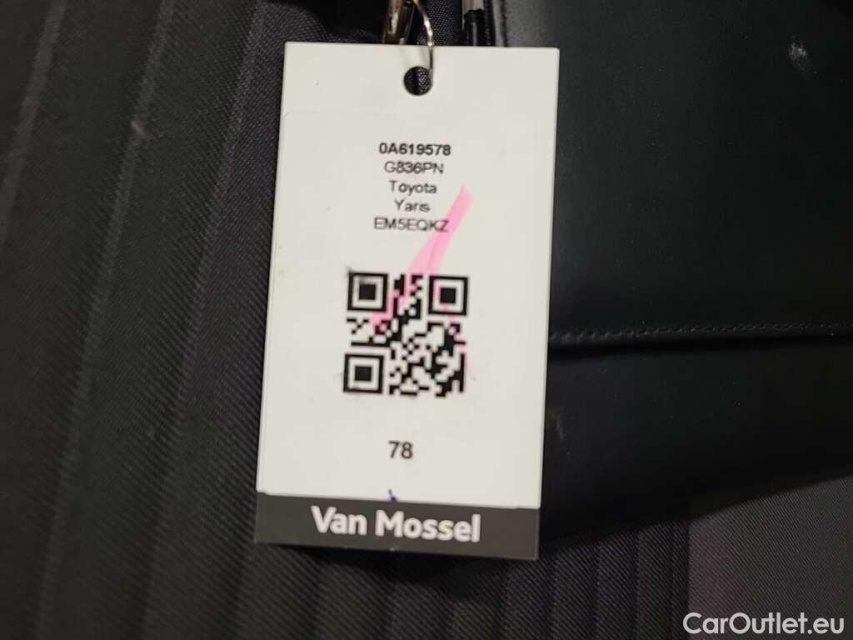 0A619578
G836PN
Toyota
Yaris
EM5EQKZ
78
Van Mossel
CarOutlet.eu